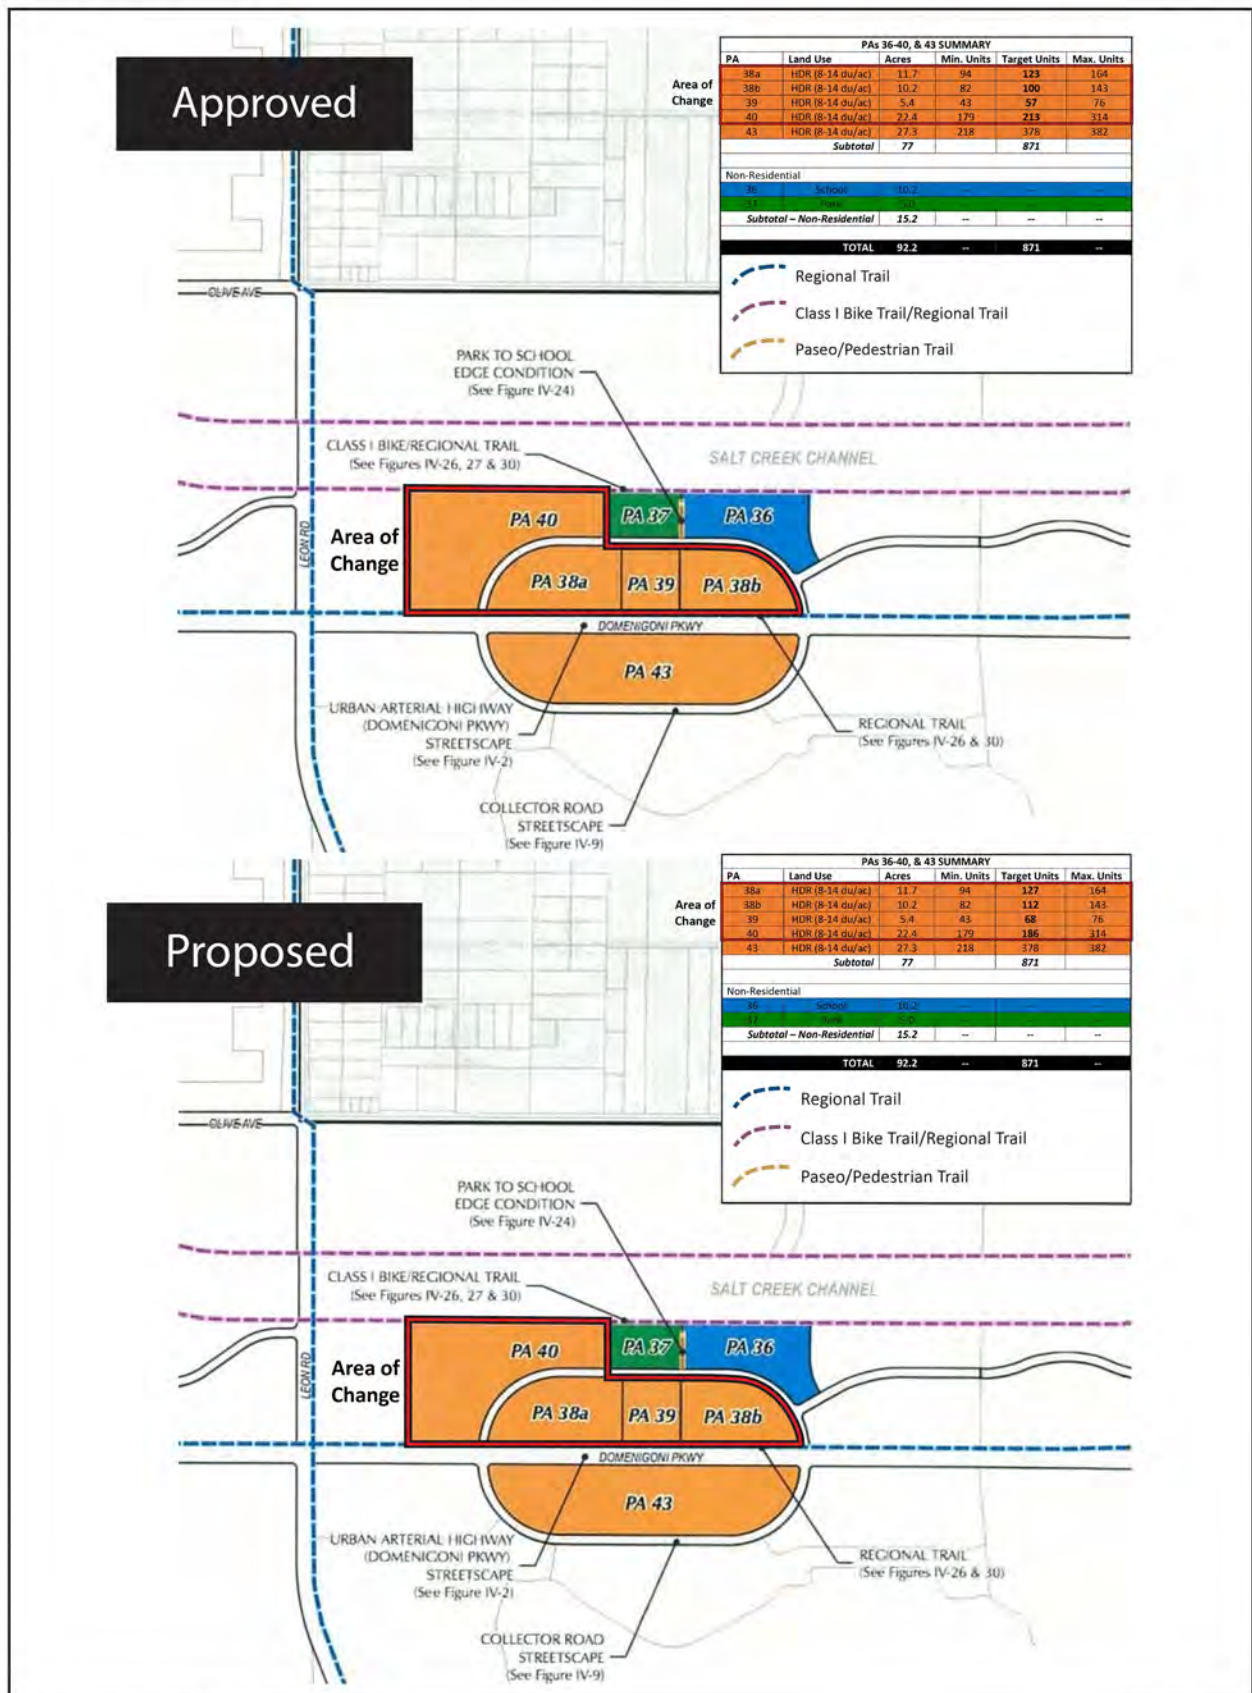 Approved
PAs 36-40, & 43 SUMMARY
PA Land Use Acres Min. Units Target Units Max. Units
Area of
Change
38a HDR (8-14 du/ac) 11.7 94 123 164
38b HDR (8-14 du/ac) 10.2 82 100 143
39 HDR (8-14 du/ac) 5.4 43 57 76
40 HDR (8-14 du/ac) 22.4 179 213 314
43 HDR (8-14 du/ac) 27.3 218 378 382
Subtotal 77 871
Non-Residential
36 School 10.2 -- -- --
37 Park 5.0 -- -- --
Subtotal – Non-Residential 15.2 -- -- --
TOTAL 92.2 -- 871 --
Regional Trail
Class I Bike Trail/Regional Trail
Paseo/Pedestrian Trail
OLIVE AVE
PARK TO SCHOOL
EDGE CONDITION
(See Figure IV-24)
CLASS I BIKE/REGIONAL TRAIL
(See Figures IV-26, 27 & 30)
SALT CREEK CHANNEL
LEON RD
Area of
Change
PA 40
PA 37
PA 36
PA 38a
PA 39
PA 38b
DOMENIGONI PKWY
PA 43
URBAN ARTERIAL HIGHWAY
(DOMENIGONI PKWY)
STREETSCAPE
(See Figure IV-2)
REGIONAL TRAIL
(See Figures IV-26 & 30)
COLLECTOR ROAD
STREETSCAPE
(See Figure IV-9)
Proposed
PAs 36-40, & 43 SUMMARY
PA Land Use Acres Min. Units Target Units Max. Units
Area of
Change
38a HDR (8-14 du/ac) 11.7 94 127 164
38b HDR (8-14 du/ac) 10.2 82 112 143
39 HDR (8-14 du/ac) 5.4 43 68 76
40 HDR (8-14 du/ac) 22.4 179 186 314
43 HDR (8-14 du/ac) 27.3 218 378 382
Subtotal 77 871
Non-Residential
36 School 10.2 -- -- --
37 Park 5.0 -- -- --
Subtotal – Non-Residential 15.2 -- -- --
TOTAL 92.2 -- 871 --
Regional Trail
Class I Bike Trail/Regional Trail
Paseo/Pedestrian Trail
OLIVE AVE
PARK TO SCHOOL
EDGE CONDITION
(See Figure IV-24)
CLASS I BIKE/REGIONAL TRAIL
(See Figures IV-26, 27 & 30)
SALT CREEK CHANNEL
LEON RD
Area of
Change
PA 40
PA 37
PA 36
PA 38a
PA 39
PA 38b
DOMENIGONI PKWY
PA 43
URBAN ARTERIAL HIGHWAY
(DOMENIGONI PKWY)
STREETSCAPE
(See Figure IV-2)
REGIONAL TRAIL
(See Figures IV-26 & 30)
COLLECTOR ROAD
STREETSCAPE
(See Figure IV-9)